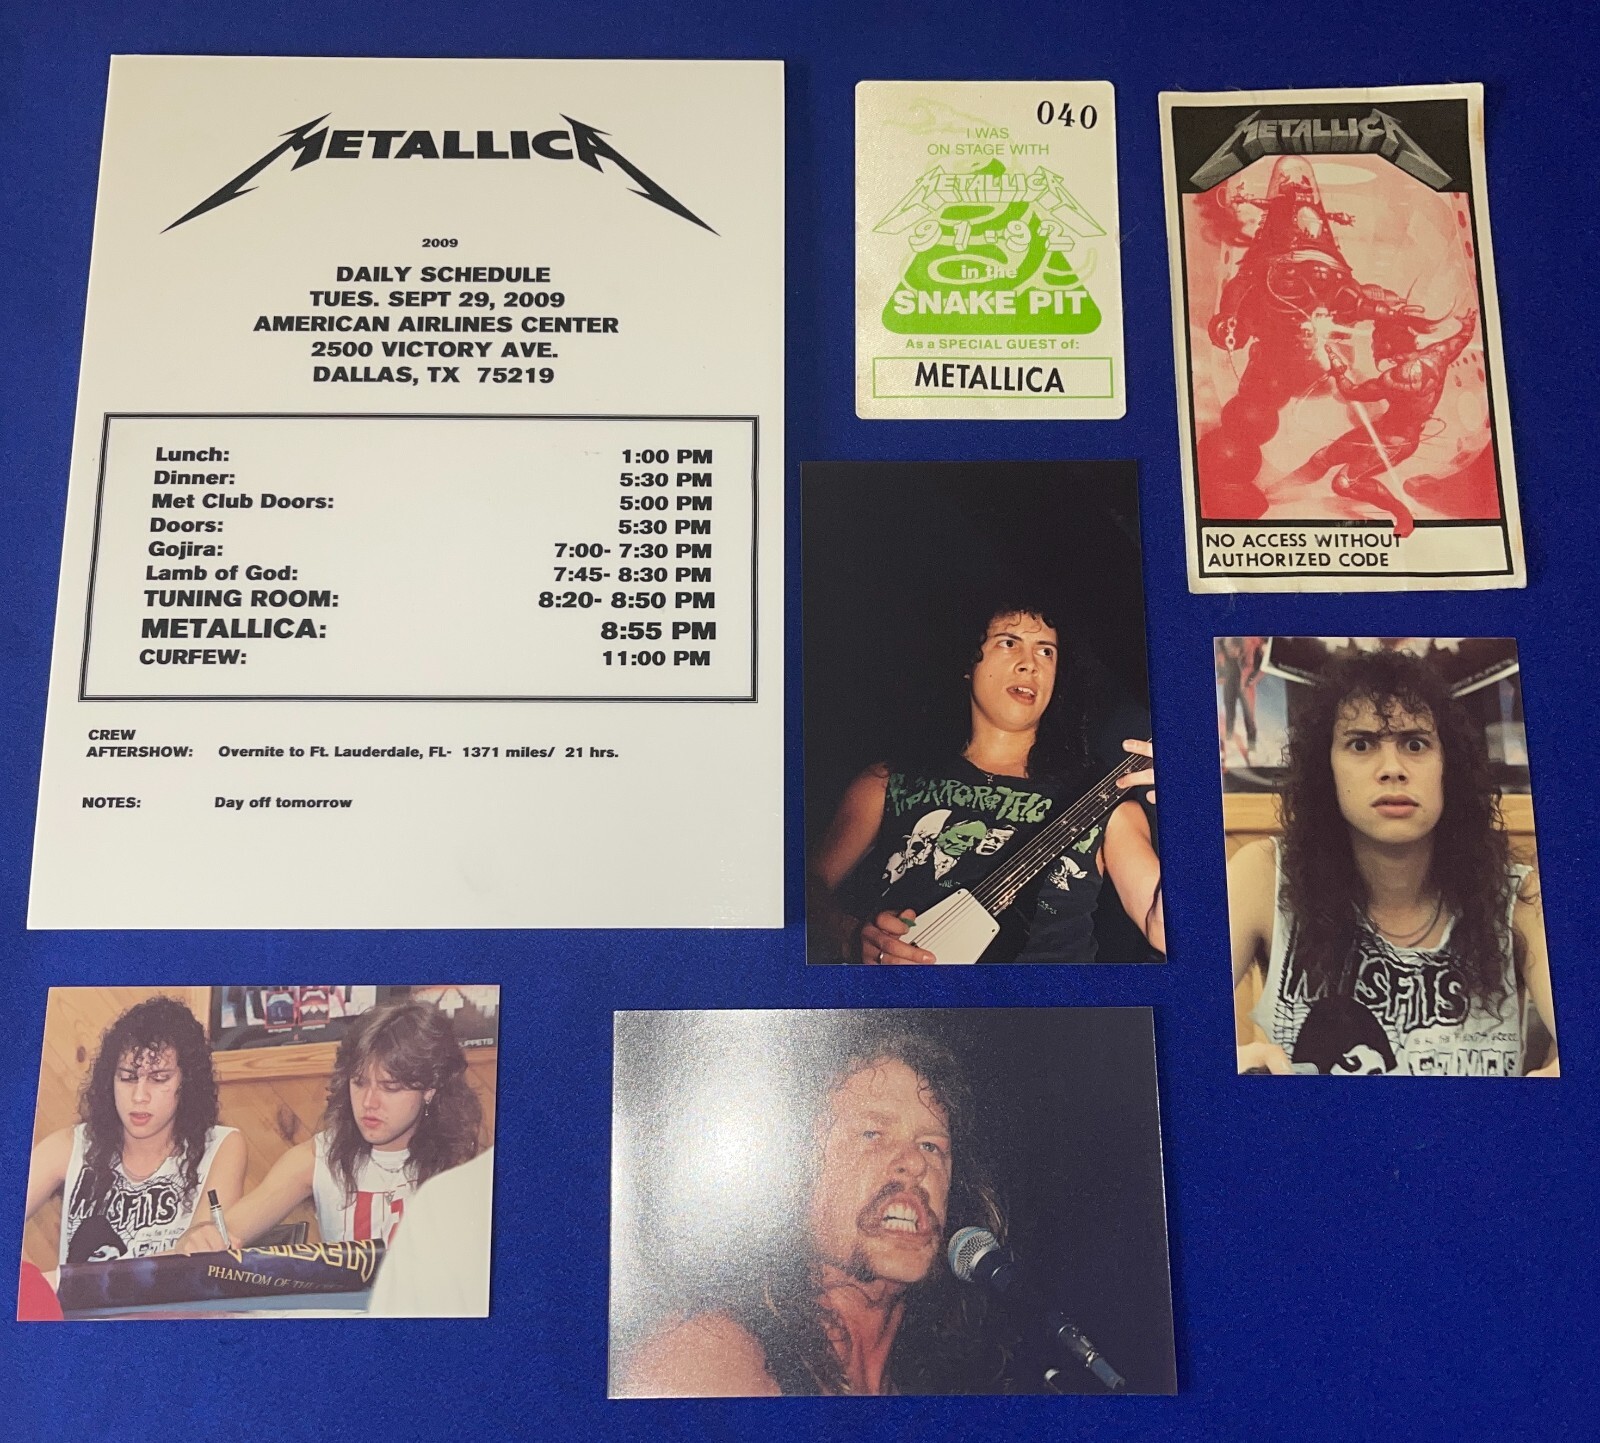 METALLICA
2009
DAILY SCHEDULE
TUES. SEPT 29, 2009
AMERICAN AIRLINES CENTER
2500 VICTORY AVE.
DALLAS, TX 75219
Lunch: 1:00 PM
Dinner: 5:30 PM
Met Club Doors: 5:00 PM
Doors: 5:30 PM
Gojira: 7:00- 7:30 PM
Lamb of God: 7:45- 8:30 PM
TUNING ROOM: 8:20- 8:50 PM
METALLICA: 8:55 PM
CURFEW: 11:00 PM
CREW
AFTERSHOW: Overnite to Ft. Lauderdale, FL- 1371 miles/ 21 hrs.
NOTES: Day off tomorrow
040
I WAS
ON STAGE WITH
METALLICA
91-92
in the
SNAKE PIT
As a SPECIAL GUEST of:
METALLICA
METALLICA
NO ACCESS WITHOUT
AUTHORIZED CODE
MISFITS
MISFITS
PHANTOM OF THE